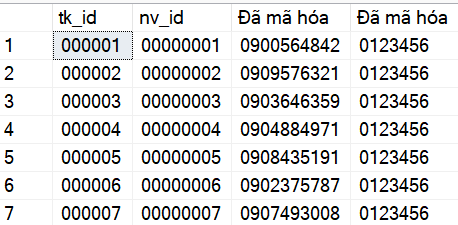 tk_id nv_id Đã mã hóa Đã mã hóa
1 000001 00000001 0900564842 0123456
2 000002 00000002 0909576321 0123456
3 000003 00000003 0903646359 0123456
4 000004 00000004 0904884971 0123456
5 000005 00000005 0908435191 0123456
6 000006 00000006 0902375787 0123456
7 000007 00000007 0907493008 0123456